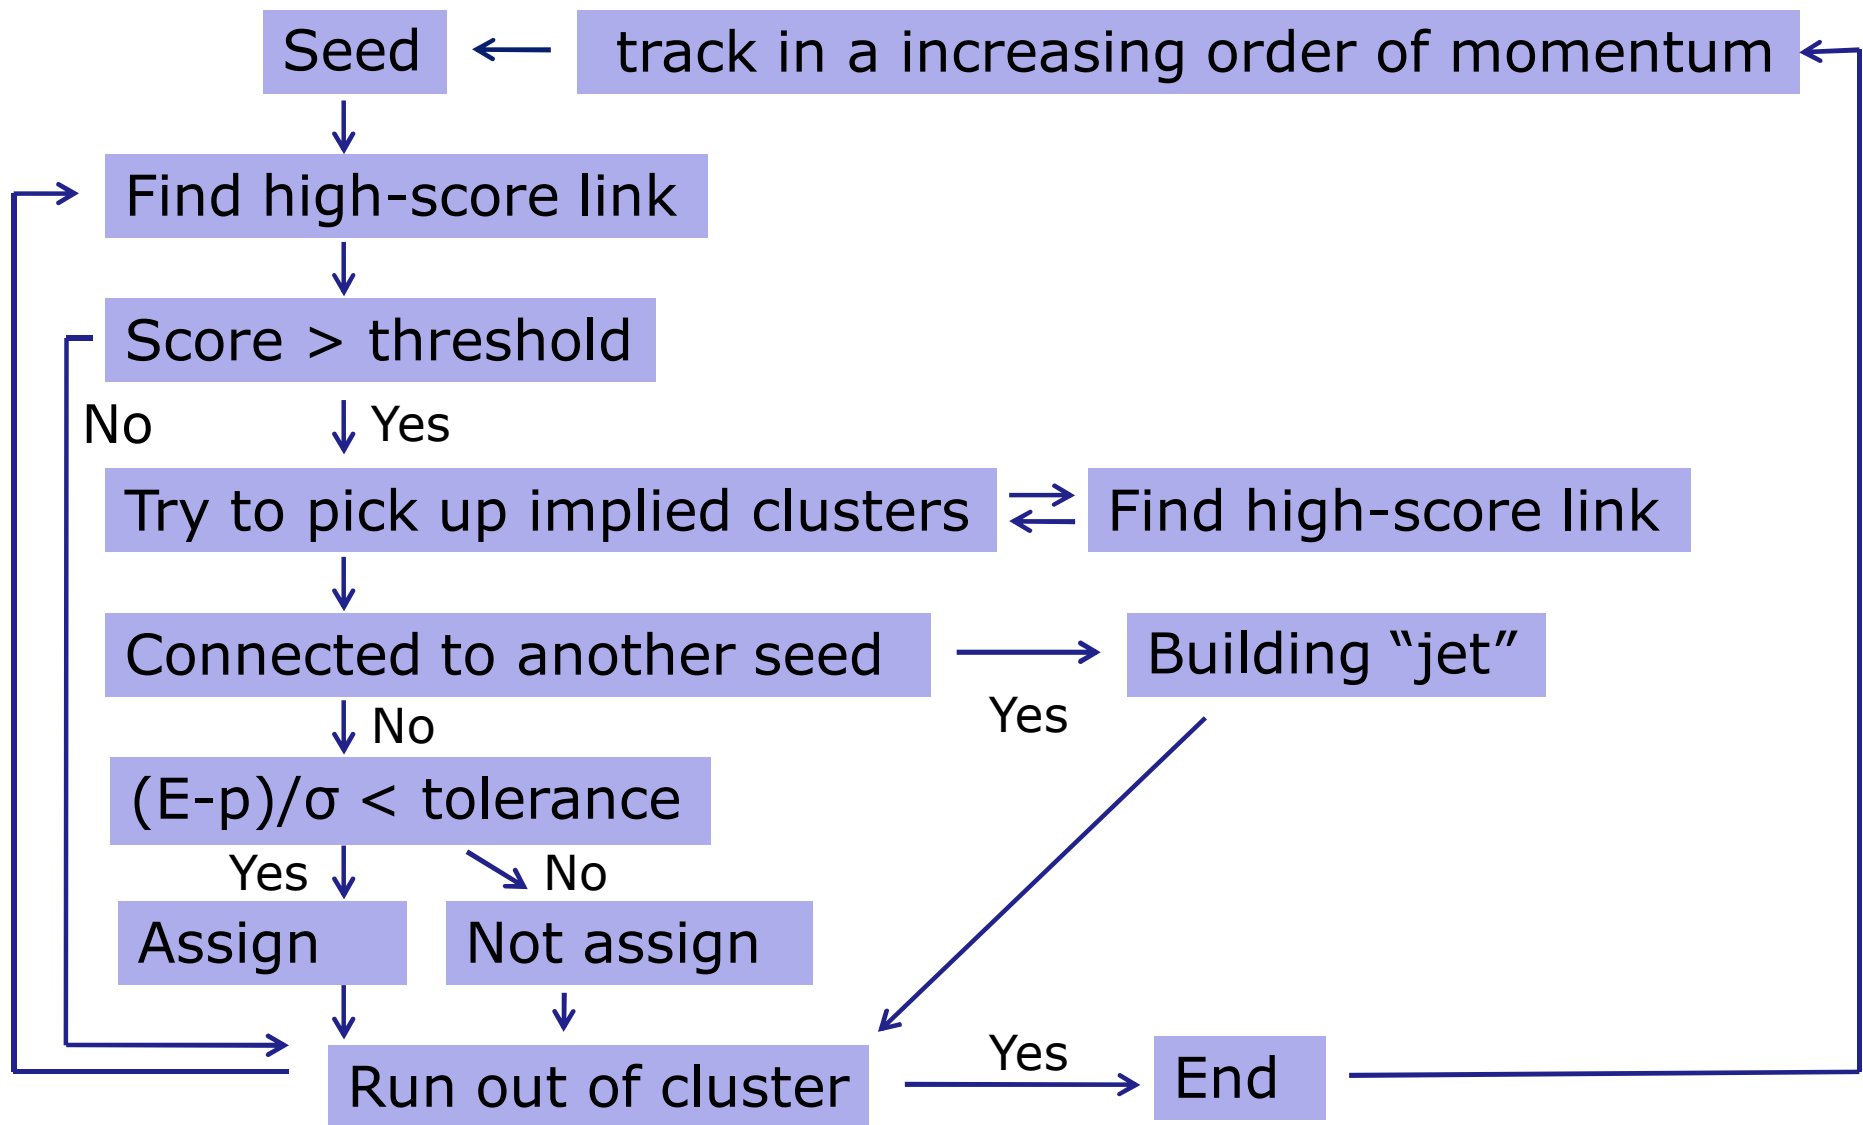 Seed
track in a increasing order of momentum
Find high-score link
Score > threshold
No
Yes
Try to pick up implied clusters
Find high-score link
Connected to another seed
Building “jet”
Yes
No
(E-p)/σ < tolerance
Yes
No
Assign
Not assign
Run out of cluster
Yes
End